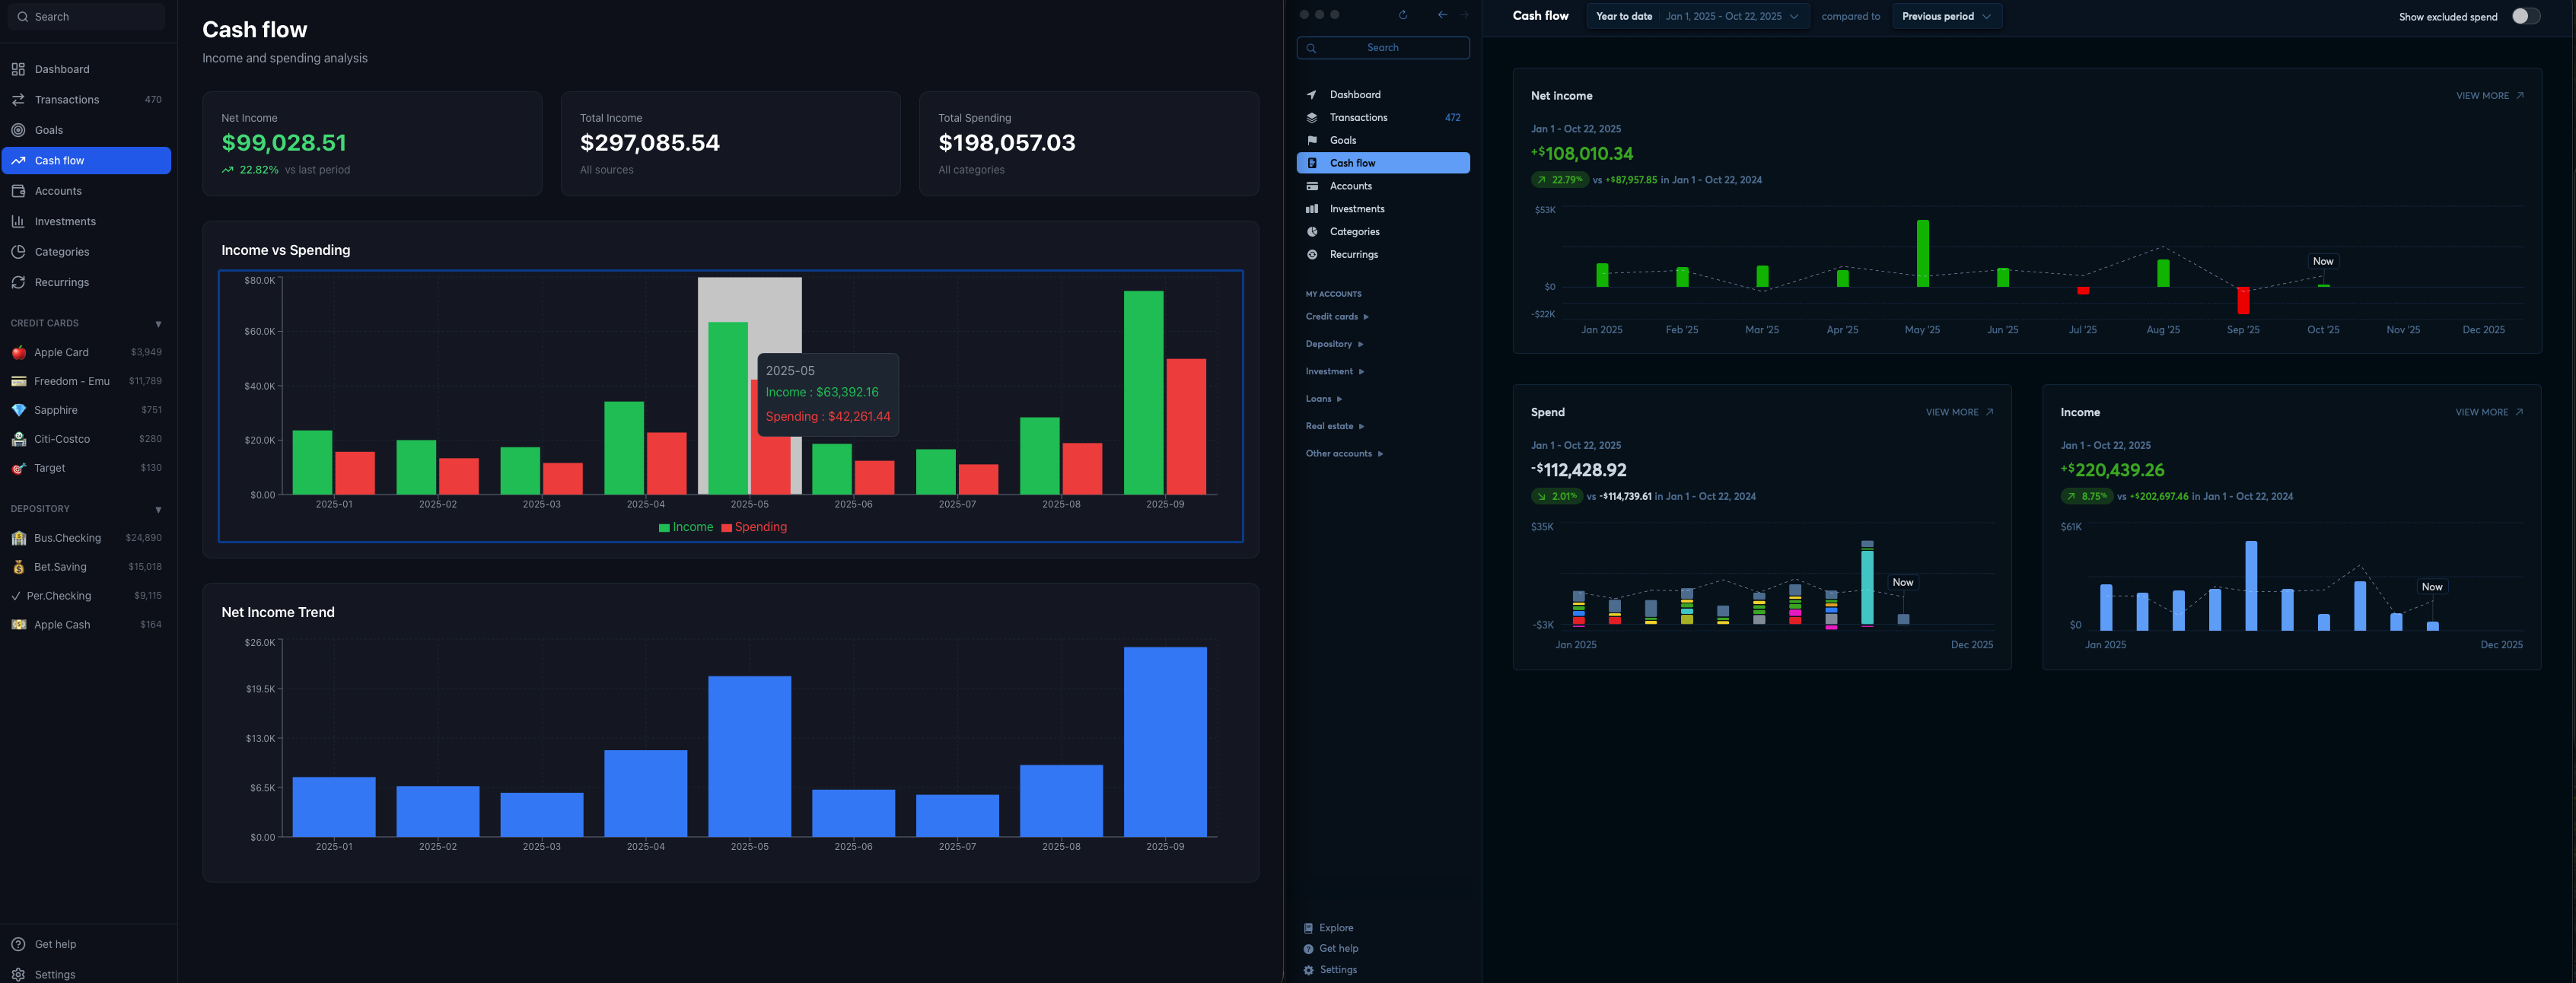 Search
Dashboard
Transactions 470
Goals
Cash flow
Accounts
Investments
Categories
Recurrings
CREDIT CARDS ▼
Apple Card $3,949
Freedom - Emu $11,789
Sapphire $751
Citi-Costco $280
Target $130
DEPOSITORY ▼
Bus.Checking $24,890
Bet.Saving $15,018
✓ Per.Checking $9,115
Apple Cash $164
Get help
Settings
Cash flow
Income and spending analysis
Net Income
$99,028.51
22.82% vs last period
Total Income
$297,085.54
All sources
Total Spending
$198,057.03
All categories
Income vs Spending
$80.0K
$60.0K
$40.0K
$20.0K
$0.00
2025-05
Income : $63,392.16
Spending : $42,261.44
2025-01 2025-02 2025-03 2025-04 2025-05 2025-06 2025-07 2025-08 2025-09
Income Spending
Net Income Trend
$26.0K
$19.5K
$13.0K
$6.5K
$0.00
2025-01 2025-02 2025-03 2025-04 2025-05 2025-06 2025-07 2025-08 2025-09
Search
Dashboard
Transactions 472
Goals
Cash flow
Accounts
Investments
Categories
Recurrings
MY ACCOUNTS
Credit cards ▶
Depository ▶
Investment ▶
Loans ▶
Real estate ▶
Other accounts ▶
Explore
Get help
Settings
Cash flow Year to date Jan 1, 2025 - Oct 22, 2025 compared to Previous period Show excluded spend
Net income VIEW MORE
Jan 1 - Oct 22, 2025
+$108,010.34
22.79% vs +$87,957.85 in Jan 1 - Oct 22, 2024
$53K
$0
-$22K
Now
Jan 2025 Feb '25 Mar '25 Apr '25 May '25 Jun '25 Jul '25 Aug '25 Sep '25 Oct '25 Nov '25 Dec 2025
Spend VIEW MORE
Jan 1 - Oct 22, 2025
-$112,428.92
2.01% vs -$114,739.61 in Jan 1 - Oct 22, 2024
$35K
Now
-$3K
Jan 2025 Dec 2025
Income VIEW MORE
Jan 1 - Oct 22, 2025
+$220,439.26
8.75% vs +$202,697.46 in Jan 1 - Oct 22, 2024
$61K
Now
$0
Jan 2025 Dec 2025